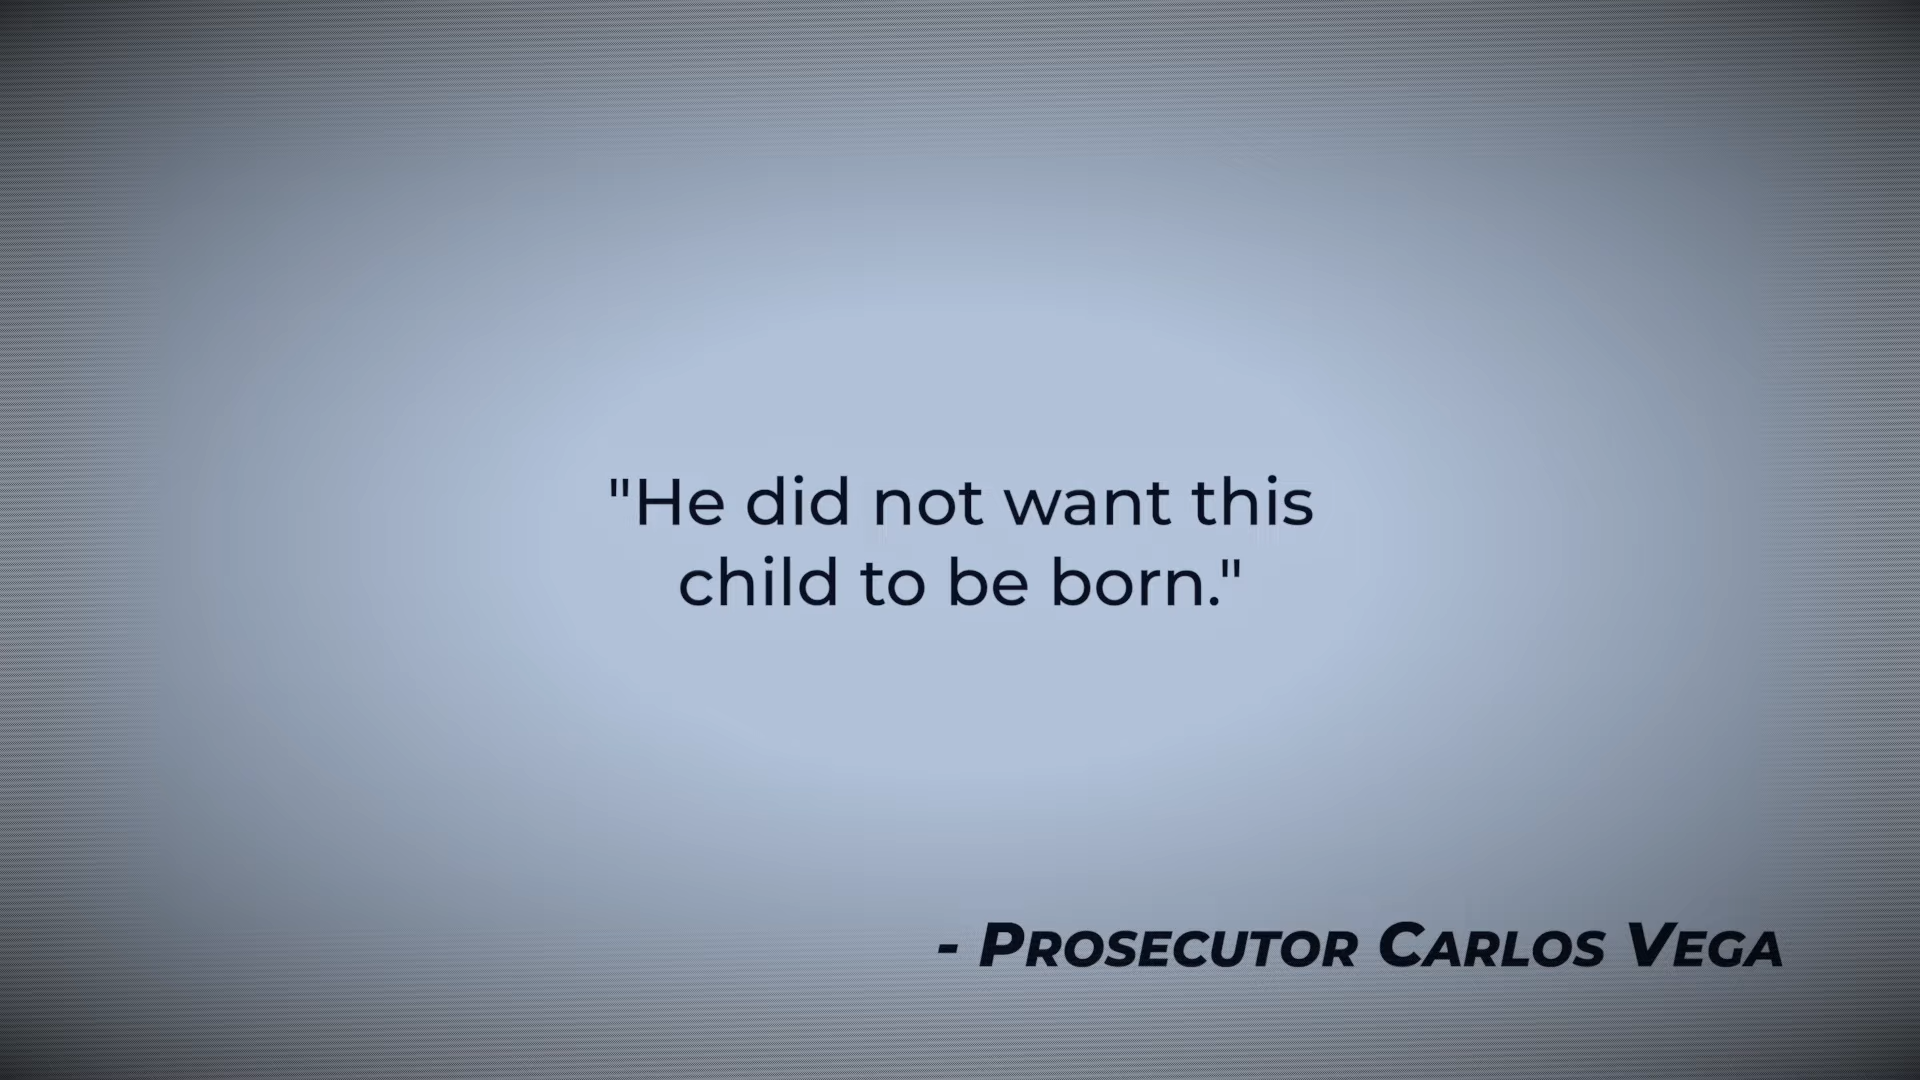 "He did not want this
child to be born."
- PROSECUTOR CARLOS VEGA